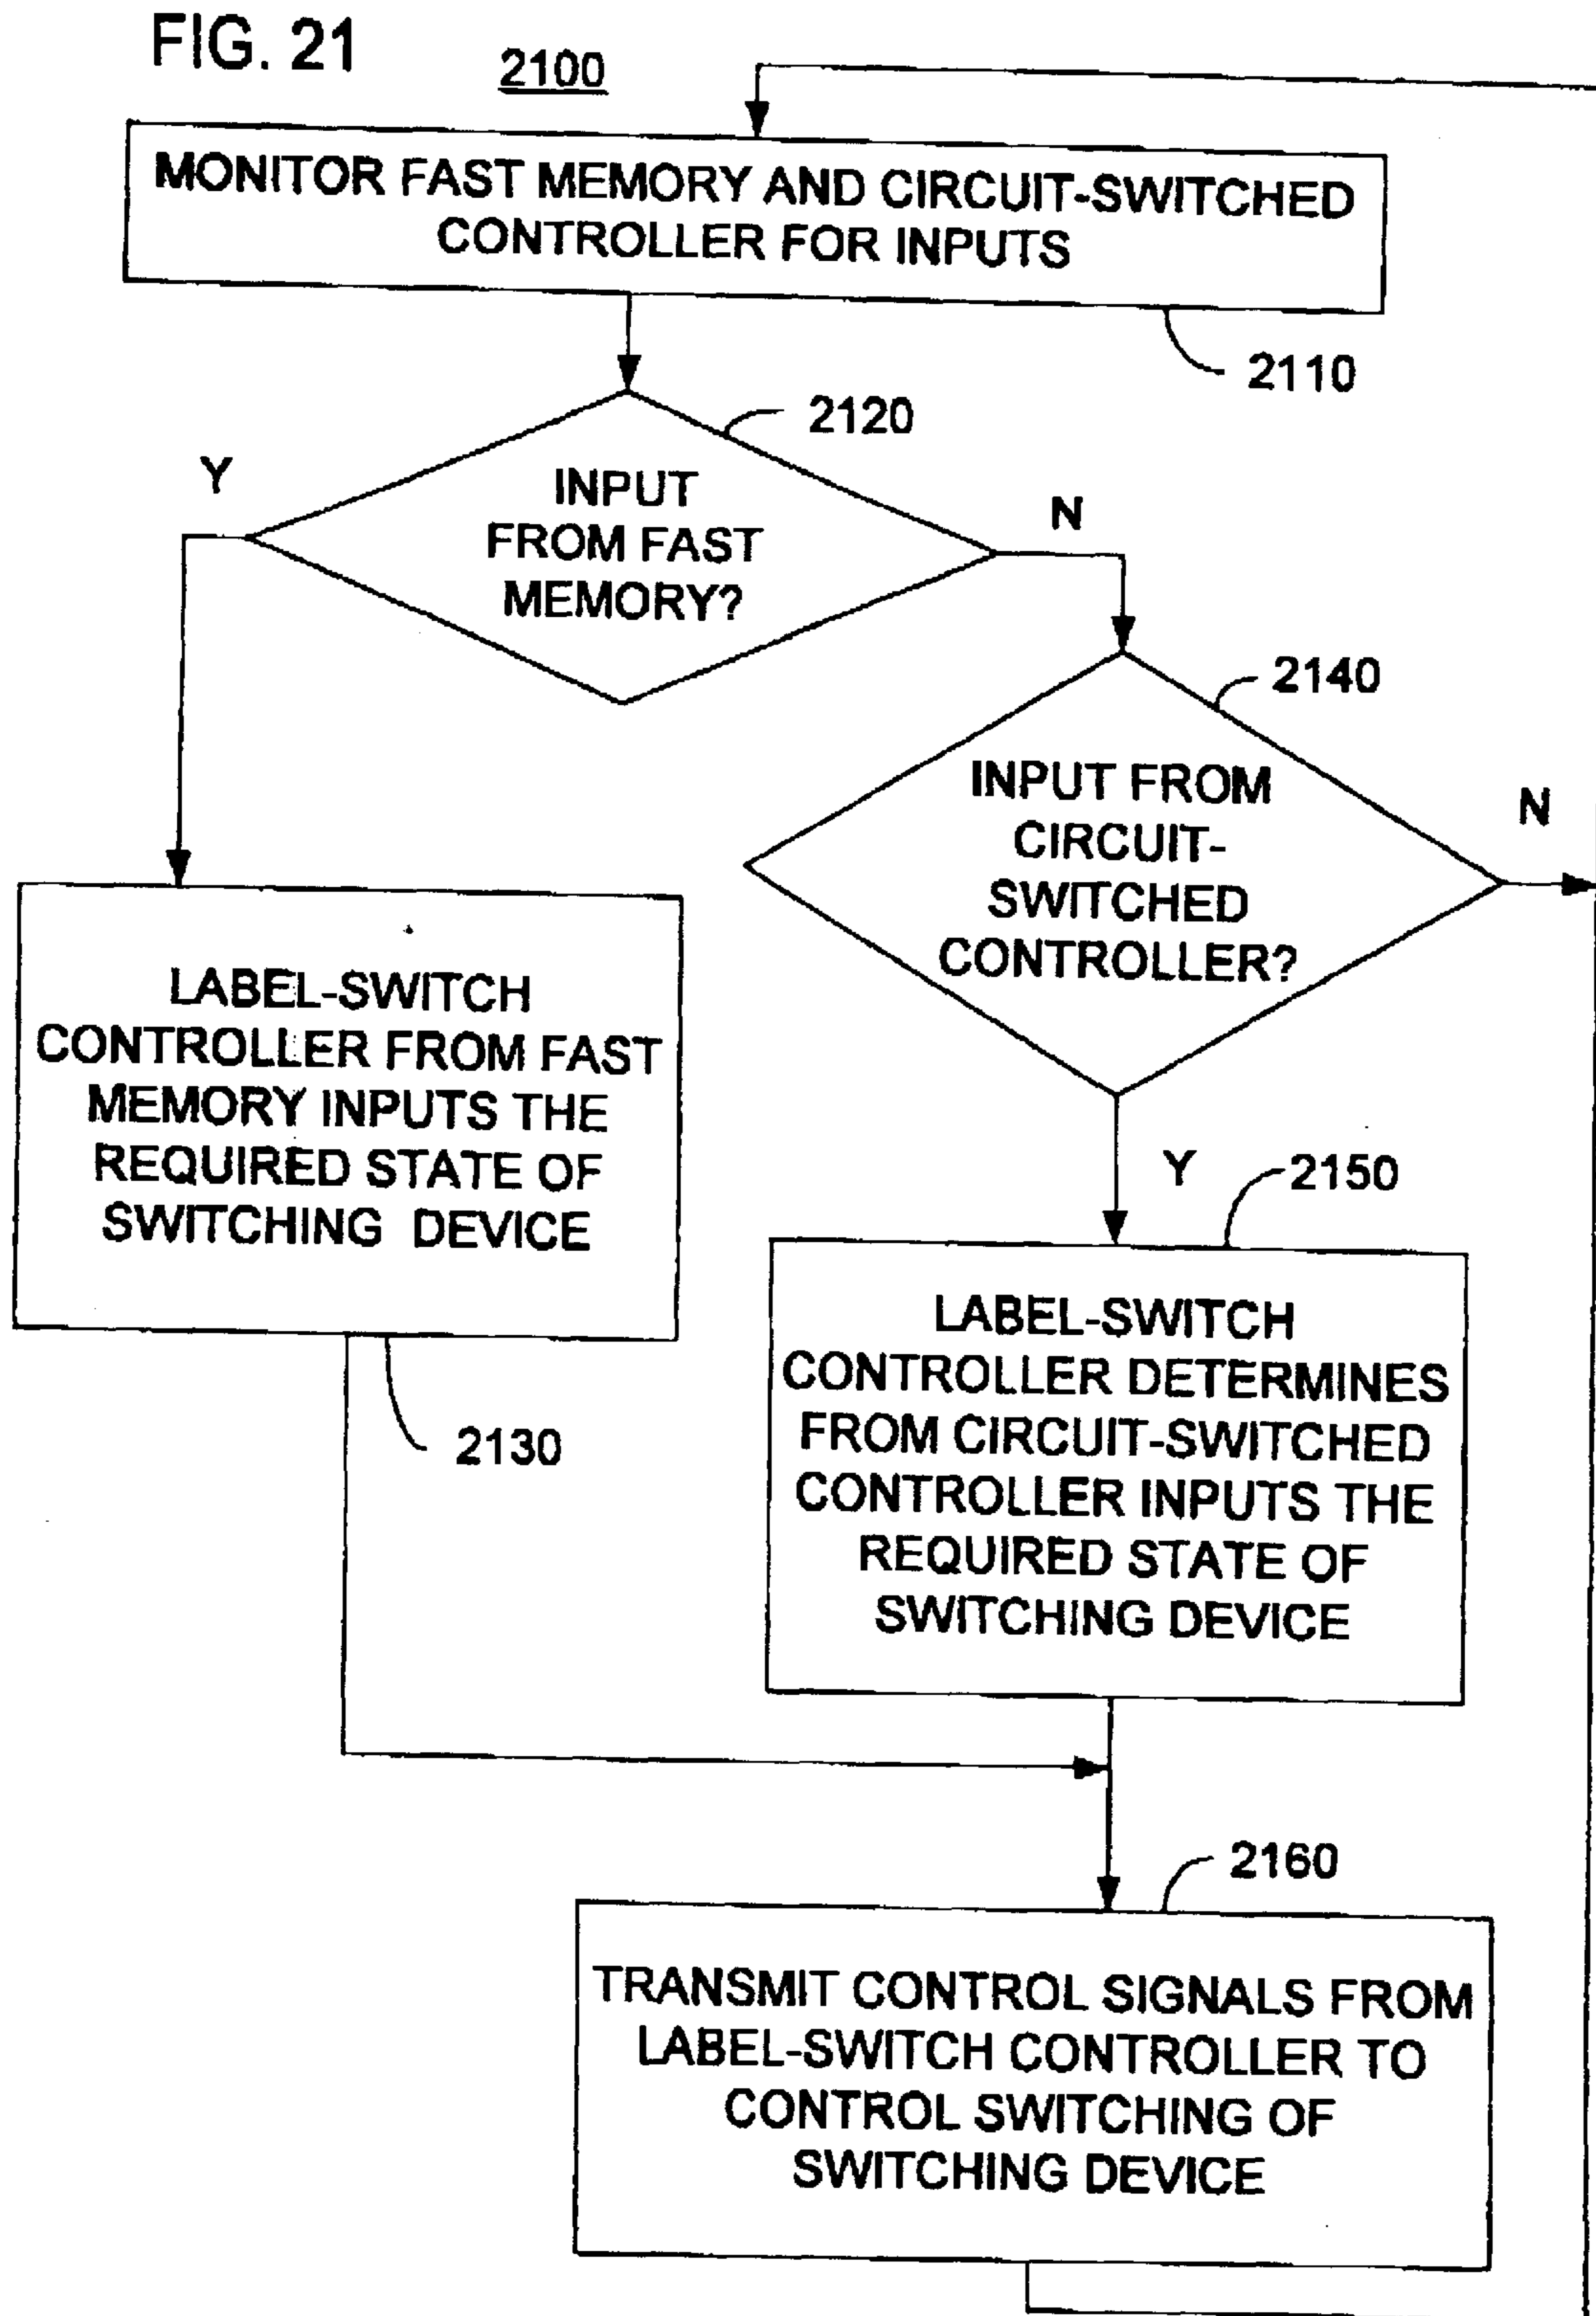 FIG. 21
2100
MONITOR FAST MEMORY AND CIRCUIT-SWITCHED
CONTROLLER FOR INPUTS
2110
2120
Y
INPUT
FROM FAST
MEMORY?
N
2140
INPUT FROM
CIRCUIT-
SWITCHED
CONTROLLER?
N
LABEL-SWITCH
CONTROLLER FROM FAST
MEMORY INPUTS THE
REQUIRED STATE OF
SWITCHING DEVICE
2130
Y
2150
LABEL-SWITCH
CONTROLLER DETERMINES
FROM CIRCUIT-SWITCHED
CONTROLLER INPUTS THE
REQUIRED STATE OF
SWITCHING DEVICE
2160
TRANSMIT CONTROL SIGNALS FROM
LABEL-SWITCH CONTROLLER TO
CONTROL SWITCHING OF
SWITCHING DEVICE